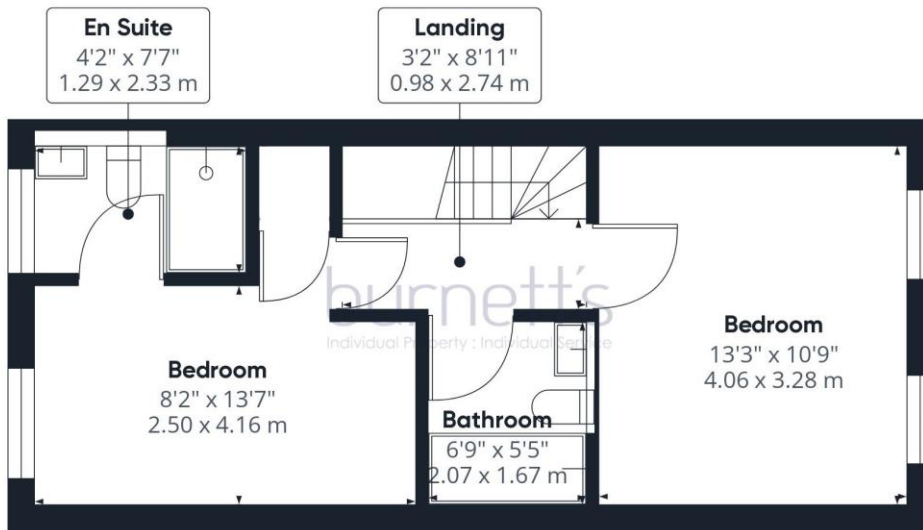 En Suite
4'2" x 7'7"
1.29 x 2.33 m
Landing
3'2" x 8'11"
0.98 x 2.74 m
burnett's
Individual Property : Individual Service
Bedroom
13'3" x 10'9"
4.06 x 3.28 m
Bedroom
8'2" x 13'7"
2.50 x 4.16 m
Bathroom
6'9" x 5'5"
2.07 x 1.67 m